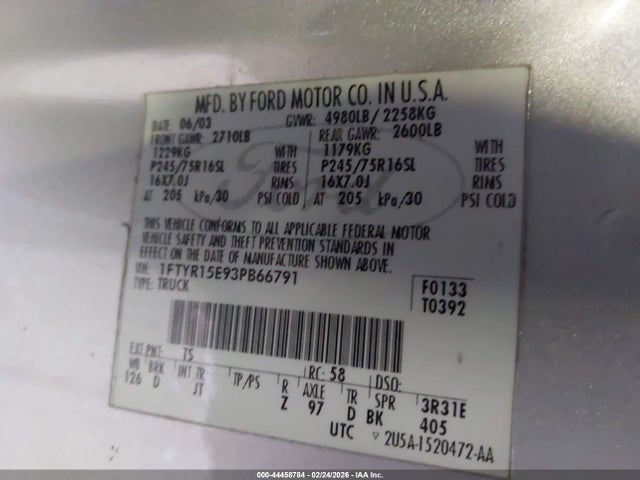 MFD. BY FORD MOTOR CO. IN U.S.A.
DATE: 06/03 GVWR: 4980LB/ 2258KG
FRONT GAWR: 2710LB REAR GAWR: 2600LB
1229KG WITH 1179KG WITH
P245/75R16SL TIRES P245/75R16SL TIRES
16X7.0J RIMS 16X7.0J RIMS
AT 205 kPa/30 PSI COLD AT 205 kPa/30 PSI COLD
Ford
THIS VEHICLE CONFORMS TO ALL APPLICABLE FEDERAL MOTOR
VEHICLE SAFETY AND THEFT PREVENTION STANDARDS IN
EFFECT ON THE DATE OF MANUFACTURE SHOWN ABOVE.
VIN: 1FTYR15E93PB66791 F0133
TYPE: TRUCK T0392
EXT PNT: TS RC: 58 DSO:
WB BRK INT TR TP/PS R AXLE TR SPR 3R31E
126 D JT Z 97 D BK 405
UTC ▽ 2U5A-1520472-AA
000-44458784 - 02/24/2026 - IAA Inc.